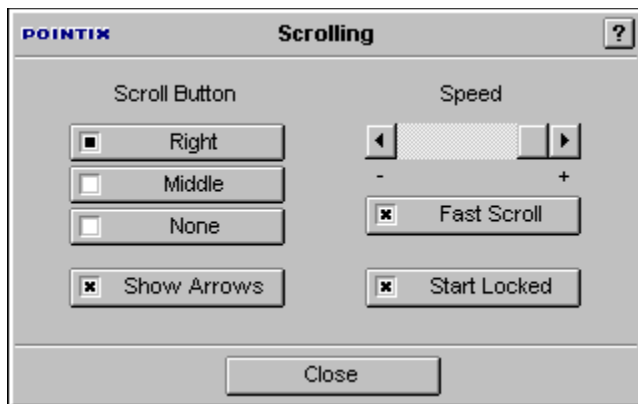 POINTIX Scrolling ?
Scroll Button
Right
Middle
None
Show Arrows
Speed
- +
Fast Scroll
Start Locked
Close